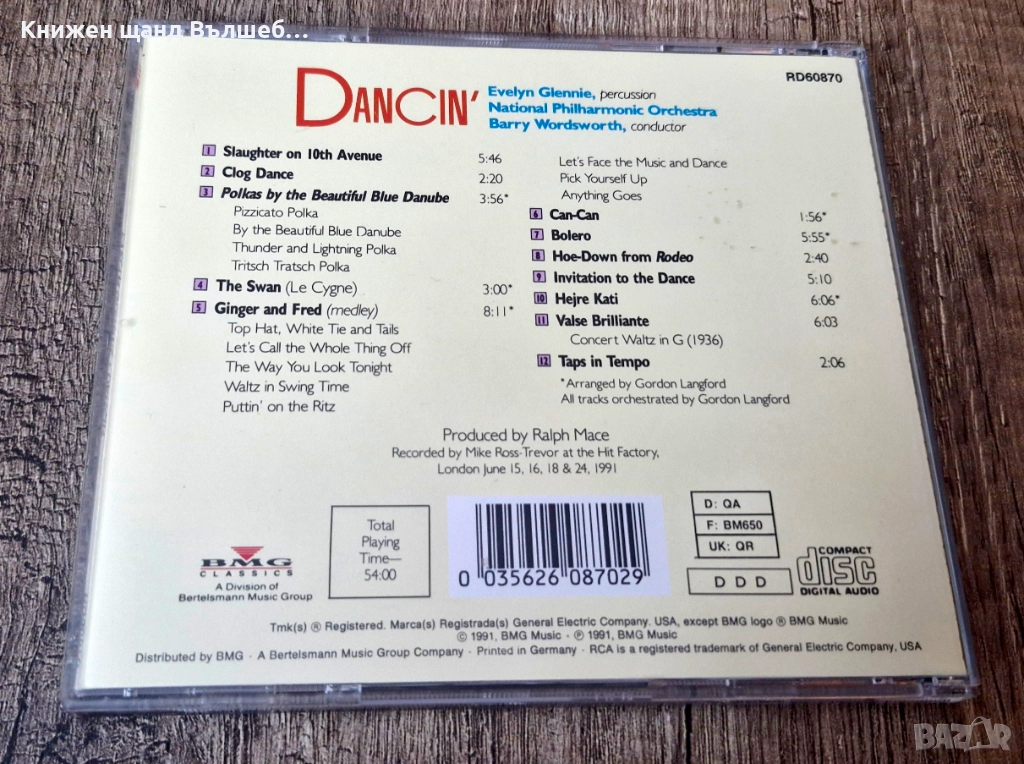 Книжен щанд Вълшеб...
RD60870
DANCIN'
Evelyn Glennie, percussion
National Philharmonic Orchestra
Barry Wordsworth, conductor
1 Slaughter on 10th Avenue 5:46
2 Clog Dance 2:20
3 Polkas by the Beautiful Blue Danube 3:56*
Pizzicato Polka
By the Beautiful Blue Danube
Thunder and Lightning Polka
Tritsch Tratsch Polka
4 The Swan (Le Cygne) 3:00*
5 Ginger and Fred (medley) 8:11*
Top Hat, White Tie and Tails
Let's Call the Whole Thing Off
The Way You Look Tonight
Waltz in Swing Time
Puttin' on the Ritz
Let's Face the Music and Dance
Pick Yourself Up
Anything Goes
6 Can-Can 1:56*
7 Bolero 5:55*
8 Hoe-Down from Rodeo 2:40
9 Invitation to the Dance 5:10
10 Hejre Kati 6:06*
11 Valse Brilliante 6:03
Concert Waltz in G (1936)
12 Taps in Tempo 2:06
*Arranged by Gordon Langford
All tracks orchestrated by Gordon Langford
Produced by Ralph Mace
Recorded by Mike Ross-Trevor at the Hit Factory,
London June 15, 16, 18 & 24, 1991
BMG
CLASSICS
A Division of
Bertelsmann Music Group
Total
Playing
Time—
54:00
0 035626 087029
D: QA
F: BM650
UK: QR
D D D
COMPACT
disc
DIGITAL AUDIO
Tmk(s) ® Registered. Marca(s) Registrada(s) General Electric Company. USA, except BMG logo ® BMG Music
© 1991, BMG Music · ℗ 1991, BMG Music
Distributed by BMG · A Bertelsmann Music Group Company · Printed in Germany · RCA is a registered trademark of General Electric Company, USA
BAZAR